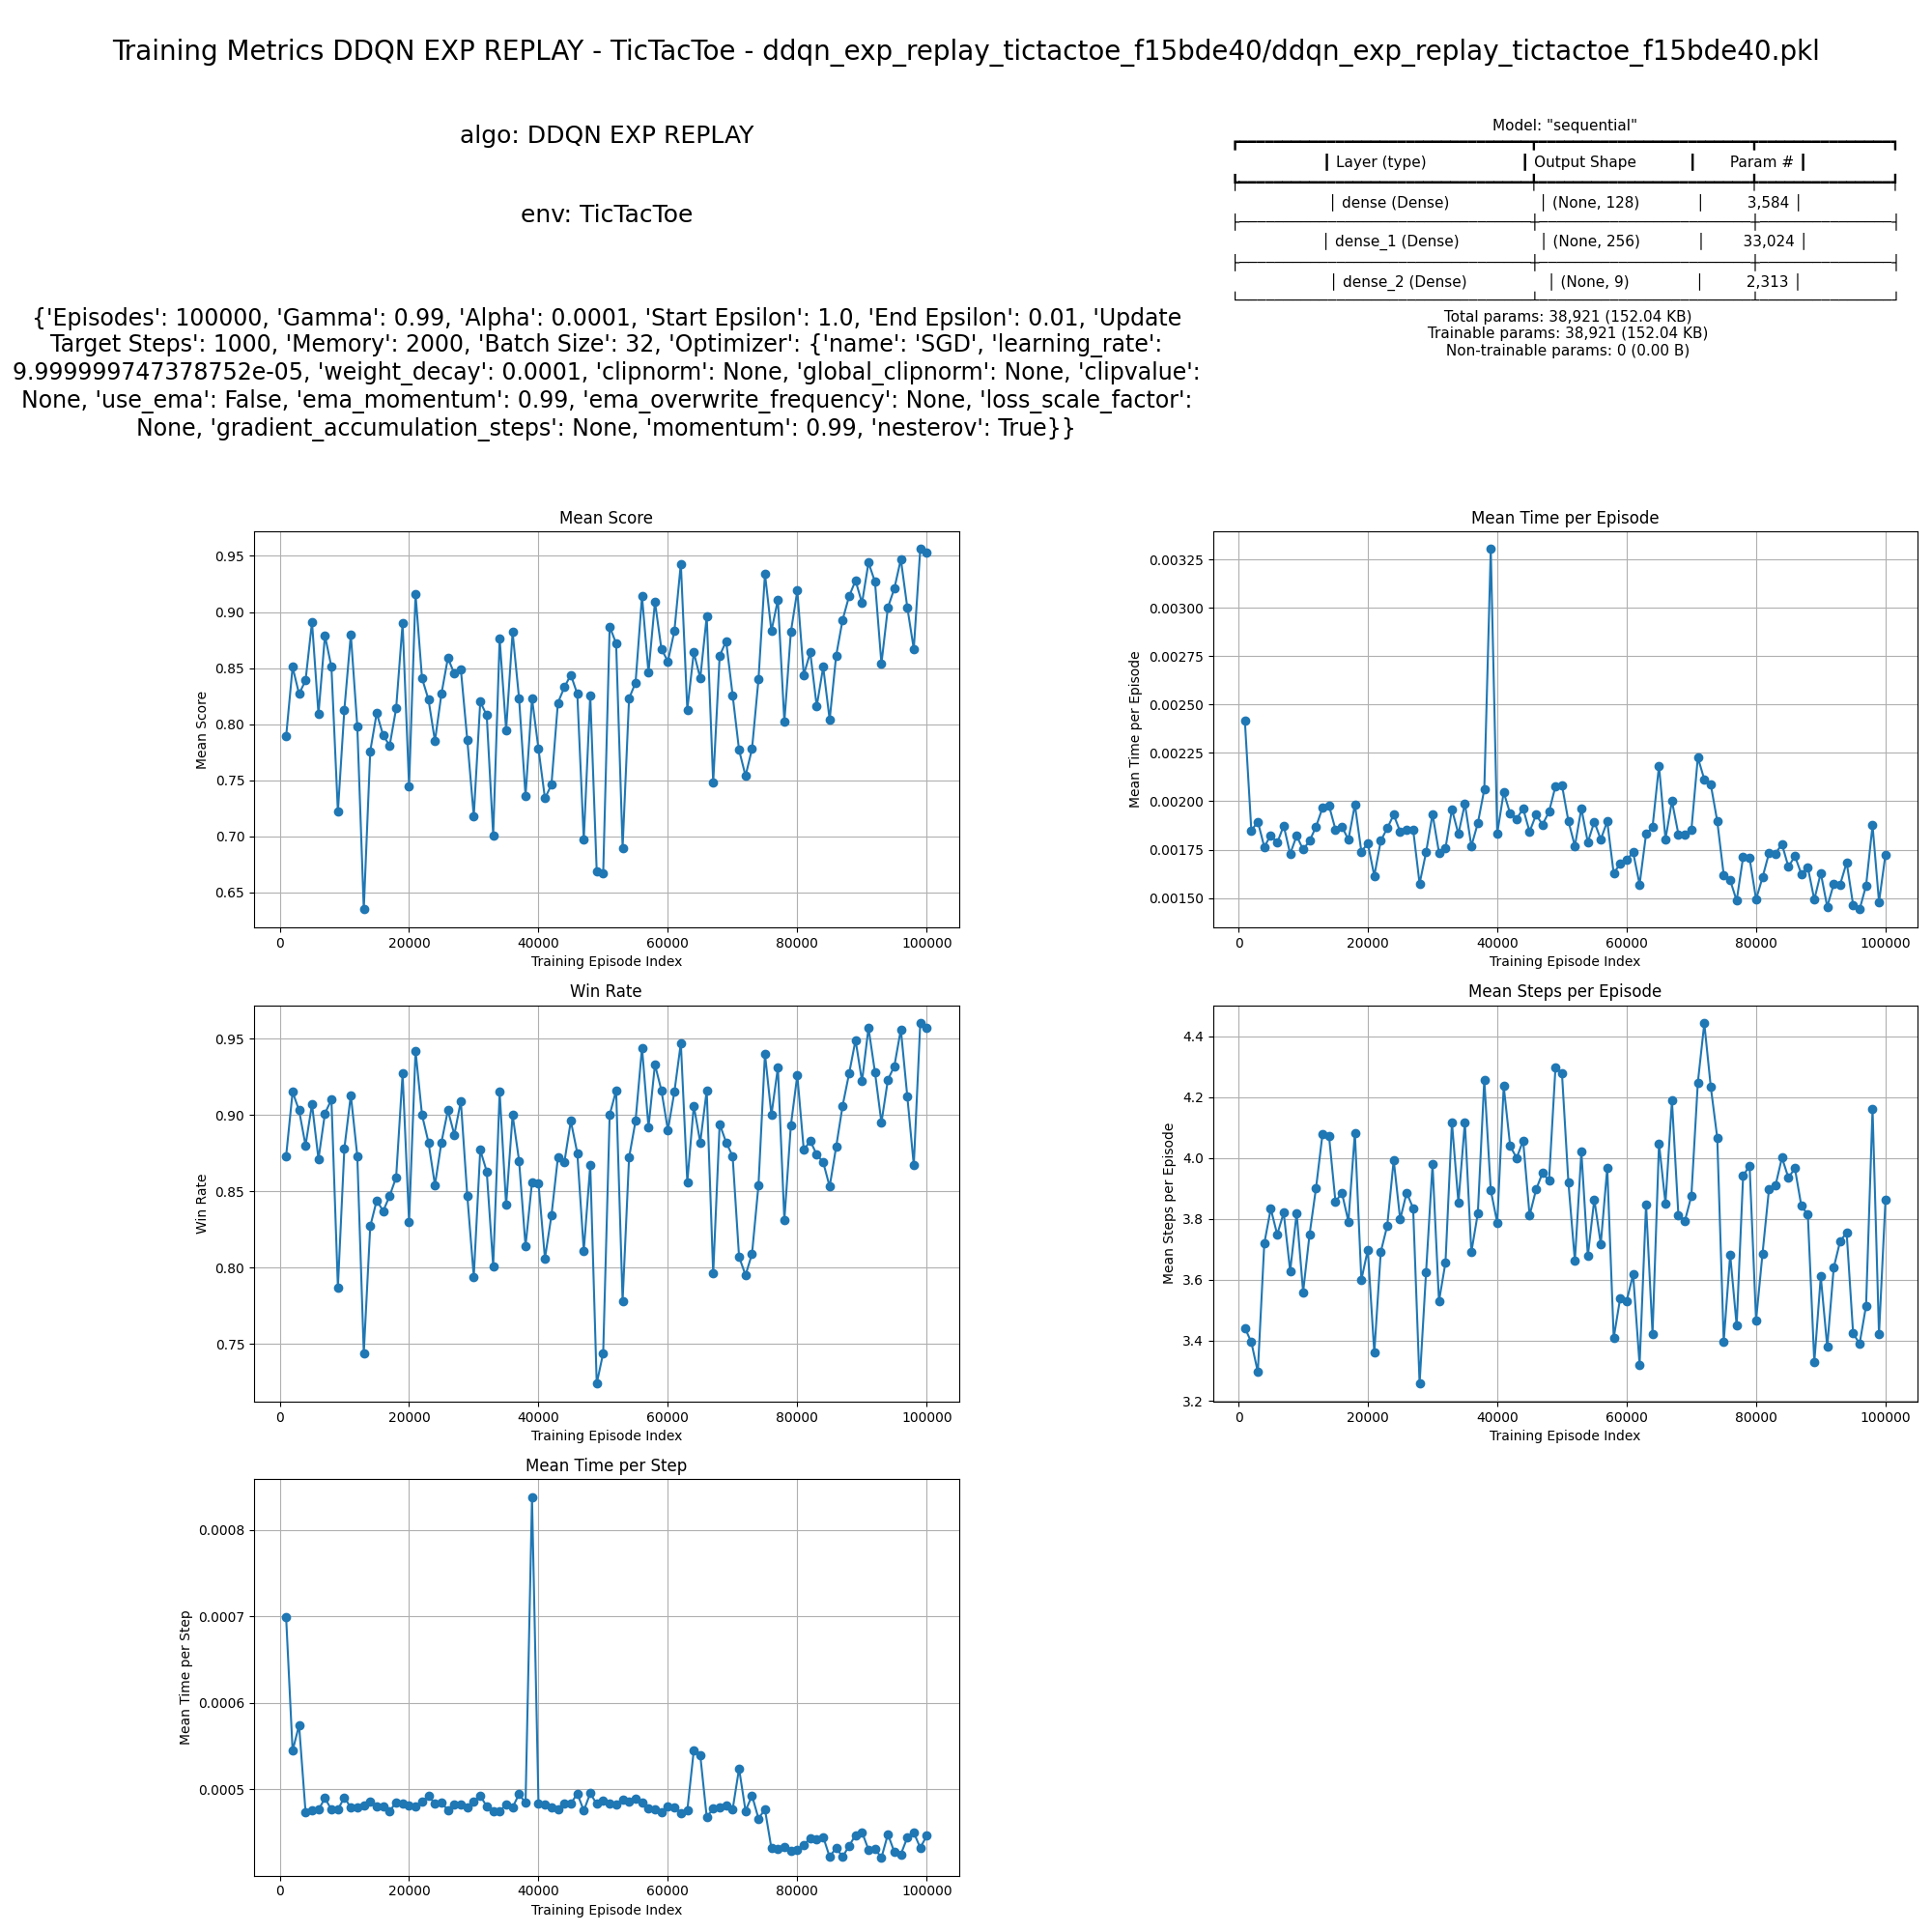 Training Metrics DDQN EXP REPLAY - TicTacToe - ddqn_exp_replay_tictactoe_f15bde40/ddqn_exp_replay_tictactoe_f15bde40.pkl
algo: DDQN EXP REPLAY
env: TicTacToe
{'Episodes': 100000, 'Gamma': 0.99, 'Alpha': 0.0001, 'Start Epsilon': 1.0, 'End Epsilon': 0.01, 'Update
Target Steps': 1000, 'Memory': 2000, 'Batch Size': 32, 'Optimizer': {'name': 'SGD', 'learning_rate':
9.999999747378752e-05, 'weight_decay': 0.0001, 'clipnorm': None, 'global_clipnorm': None, 'clipvalue':
None, 'use_ema': False, 'ema_momentum': 0.99, 'ema_overwrite_frequency': None, 'loss_scale_factor':
None, 'gradient_accumulation_steps': None, 'momentum': 0.99, 'nesterov': True}}
Model: "sequential"
Layer (type) Output Shape Param #
dense (Dense) (None, 128) 3,584
dense_1 (Dense) (None, 256) 33,024
dense_2 (Dense) (None, 9) 2,313
Total params: 38,921 (152.04 KB)
Trainable params: 38,921 (152.04 KB)
Non-trainable params: 0 (0.00 B)
Mean Score
Mean Score
0.95
0.90
0.85
0.80
0.75
0.70
0.65
0 20000 40000 60000 80000 100000
Training Episode Index
Mean Time per Episode
Mean Time per Episode
0.00325
0.00300
0.00275
0.00250
0.00225
0.00200
0.00175
0.00150
0 20000 40000 60000 80000 100000
Training Episode Index
Win Rate
Win Rate
0.95
0.90
0.85
0.80
0.75
0 20000 40000 60000 80000 100000
Training Episode Index
Mean Steps per Episode
Mean Steps per Episode
4.4
4.2
4.0
3.8
3.6
3.4
3.2
0 20000 40000 60000 80000 100000
Training Episode Index
Mean Time per Step
Mean Time per Step
0.0008
0.0007
0.0006
0.0005
0 20000 40000 60000 80000 100000
Training Episode Index